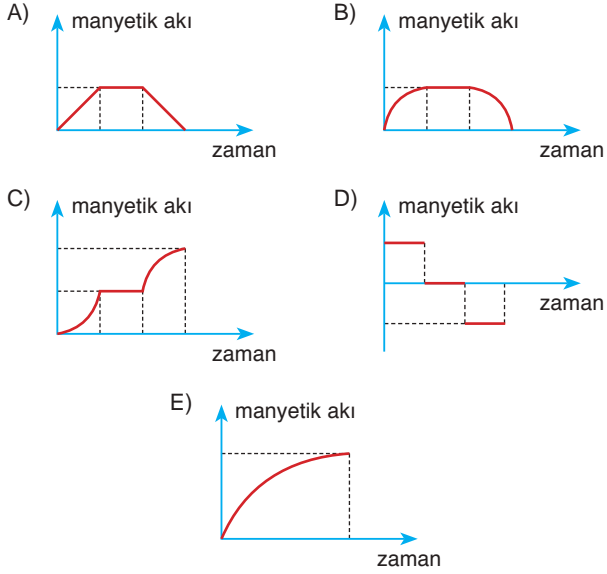 A) manyetik akı
zaman
B) manyetik akı
zaman
C) manyetik akı
zaman
D) manyetik akı
zaman
E) manyetik akı
zaman